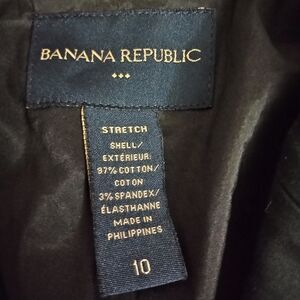 BANANA REPUBLIC
STRETCH
SHELL/
EXTÉRIEUR:
97% COTTON/
COTON
3% SPANDEX/
ÉLASTHANNE
MADE IN
PHILIPPINES
10